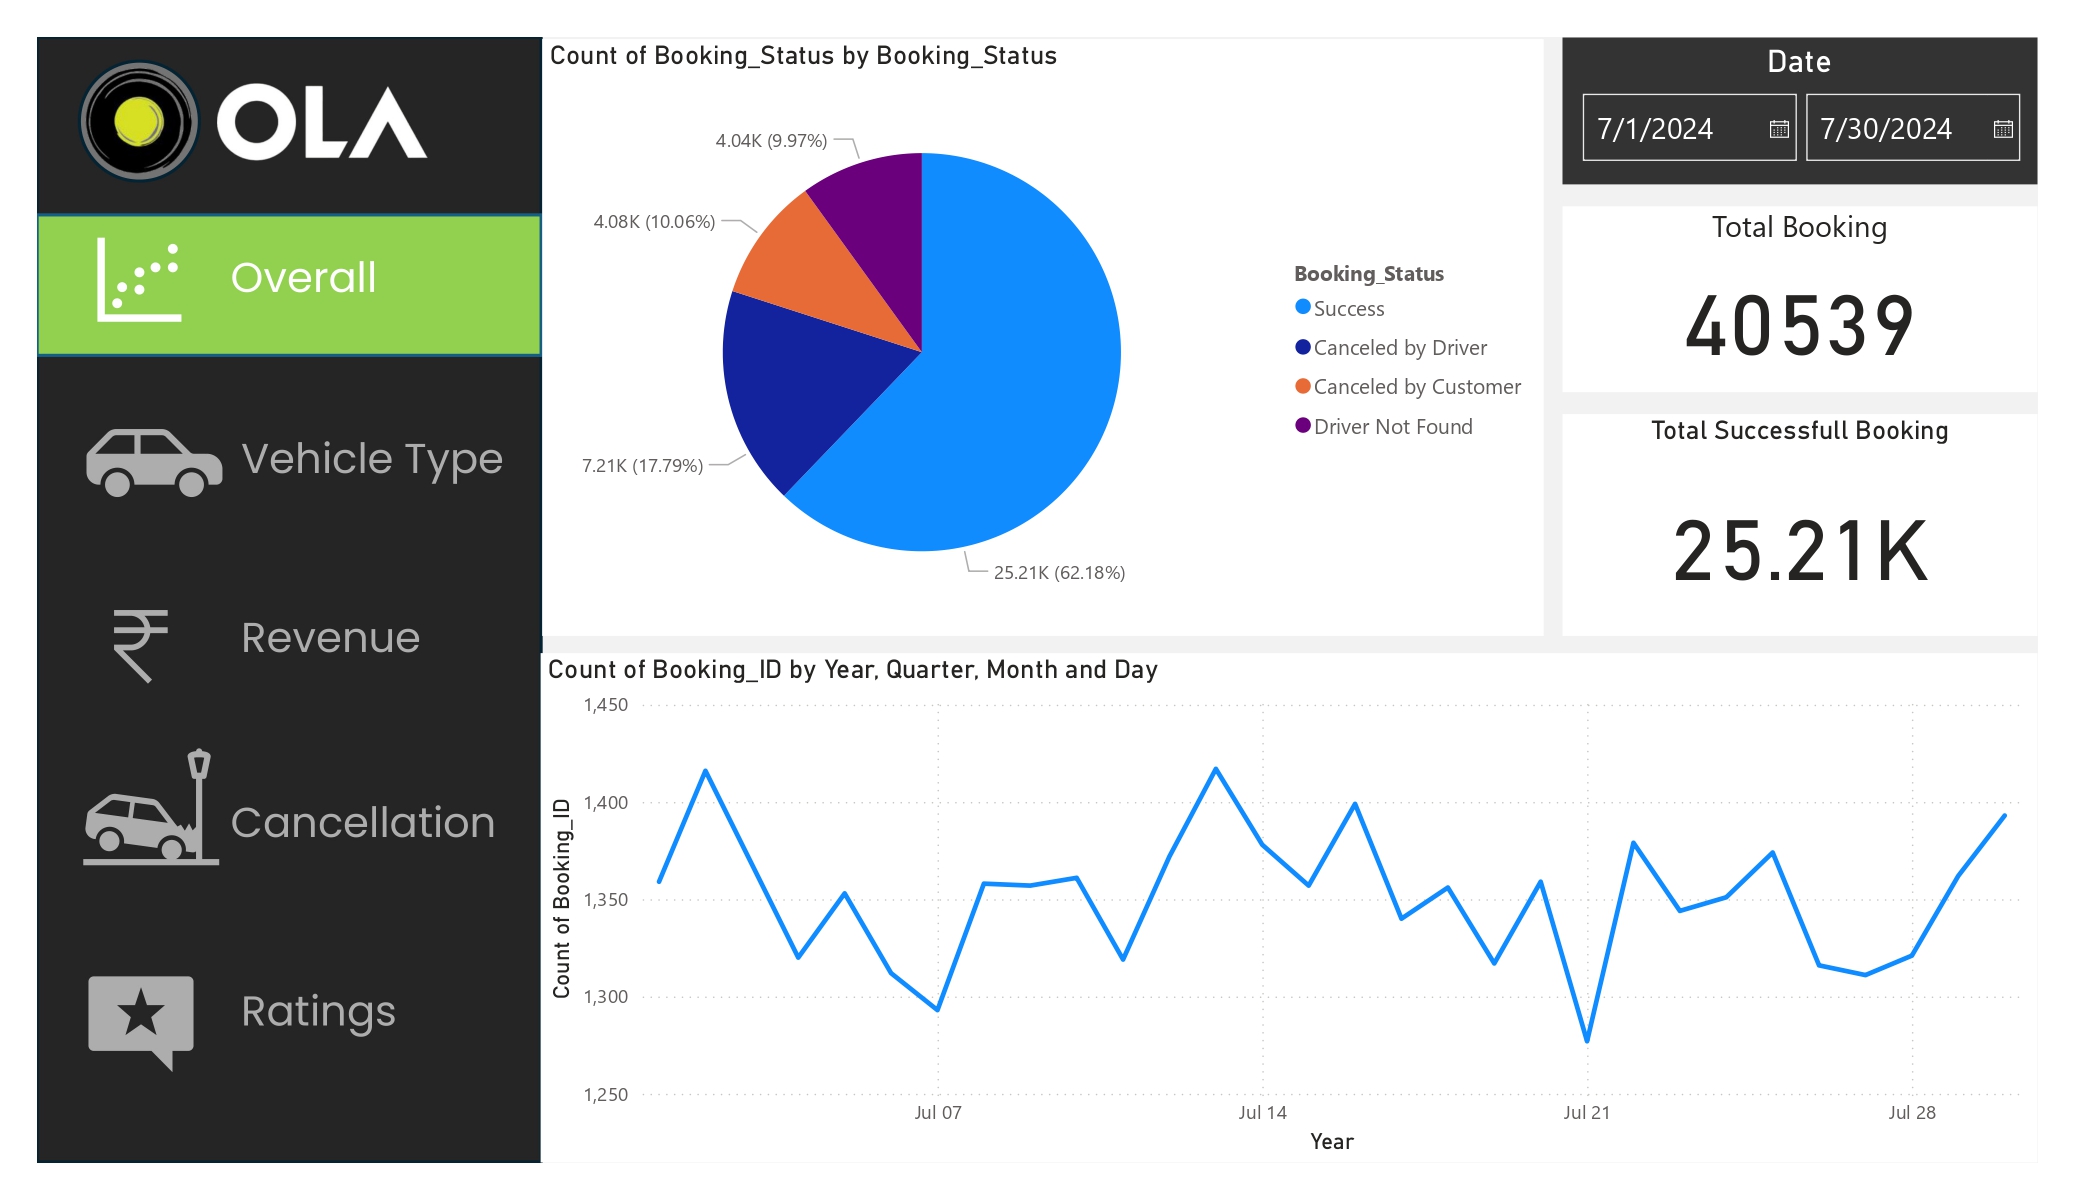 OLA
Overall
Vehicle Type
Revenue
Cancellation
Ratings
Count of Booking_Status by Booking_Status
4.04K (9.97%)
4.08K (10.06%)
7.21K (17.79%)
25.21K (62.18%)
Booking_Status
Success
Canceled by Driver
Canceled by Customer
Driver Not Found
Date
7/1/2024 7/30/2024
Total Booking
40539
Total Successfull Booking
25.21K
Count of Booking_ID by Year, Quarter, Month and Day
Count of Booking_ID
1,450
1,400
1,350
1,300
1,250
Jul 07 Jul 14 Jul 21 Jul 28
Year